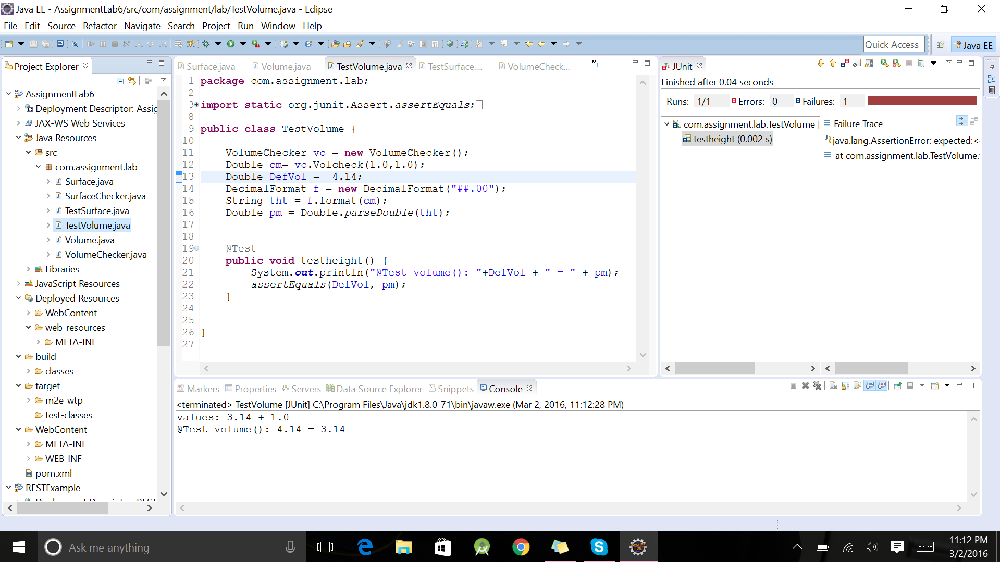 Java EE - AssignmentLab6/src/com/assignment/lab/TestVolume.java - Eclipse
File Edit Source Refactor Navigate Search Project Run Window Help
Quick Access
Java EE
Project Explorer
AssignmentLab6
Deployment Descriptor: Assig
JAX-WS Web Services
Java Resources
src
com.assignment.lab
Surface.java
SurfaceChecker.java
TestSurface.java
TestVolume.java
Volume.java
VolumeChecker.java
Libraries
JavaScript Resources
Deployed Resources
WebContent
web-resources
META-INF
build
classes
target
m2e-wtp
test-classes
WebContent
META-INF
WEB-INF
pom.xml
RESTExample
Surface.java Volume.java TestVolume.java TestSurface.... VolumeCheck... »1
1 package com.assignment.lab;
2
3 import static org.junit.Assert.assertEquals;
8
9 public class TestVolume {
10
11 VolumeChecker vc = new VolumeChecker();
12 Double cm= vc.Volcheck(1.0,1.0);
13 Double DefVol =  4.14;
14 DecimalFormat f = new DecimalFormat("##.00");
15 String tht = f.format(cm);
16 Double pm = Double.parseDouble(tht);
17
18
19 @Test
20 public void testheight() {
21 System.out.println("@Test volume(): "+DefVol + " = " + pm);
22 assertEquals(DefVol, pm);
23 }
24
25
26 }
27
JUnit
Finished after 0.04 seconds
Runs: 1/1 Errors: 0 Failures: 1
com.assignment.lab.TestVolume [
testheight (0.002 s)
Failure Trace
java.lang.AssertionError: expected:<
at com.assignment.lab.TestVolume.
Markers Properties Servers Data Source Explorer Snippets Console
<terminated> TestVolume [JUnit] C:\Program Files\Java\jdk1.8.0_71\bin\javaw.exe (Mar 2, 2016, 11:12:28 PM)
values: 3.14 + 1.0
@Test volume(): 4.14 = 3.14
Ask me anything
Java EE
IDE
11:12 PM
3/2/2016